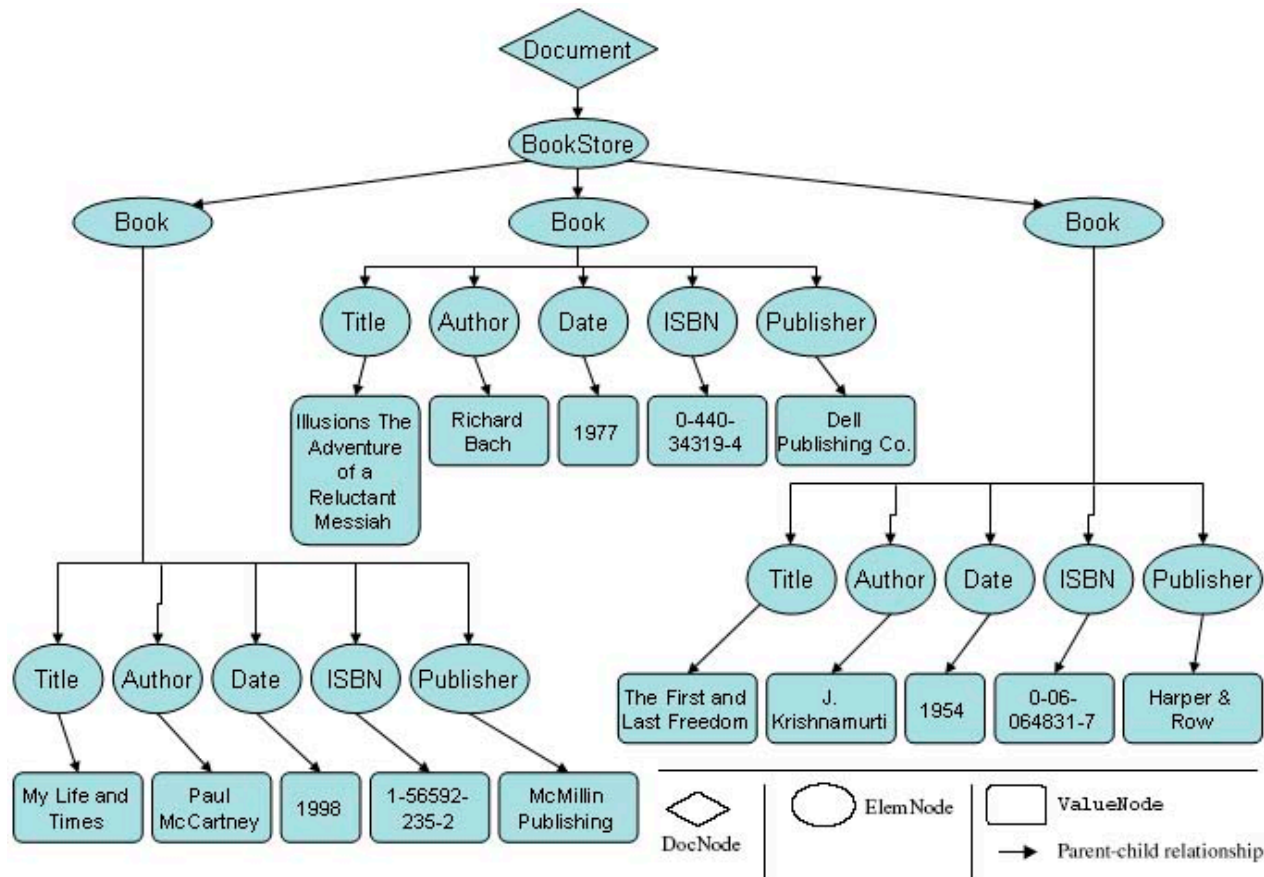 Document
BookStore
Book
Book
Book
Title
Author
Date
ISBN
Publisher
Illusions The
Adventure
of a
Reluctant
Messiah
Richard
Bach
1977
0-440-
34319-4
Dell
Publishing Co.
Title
Author
Date
ISBN
Publisher
The First and
Last Freedom
J.
Krishnamurti
1954
0-06-
064831-7
Harper &
Row
Title
Author
Date
ISBN
Publisher
My Life and
Times
Paul
McCartney
1998
1-56592-
235-2
McMillin
Publishing
DocNode
ElemNode
ValueNode
Parent-child relationship